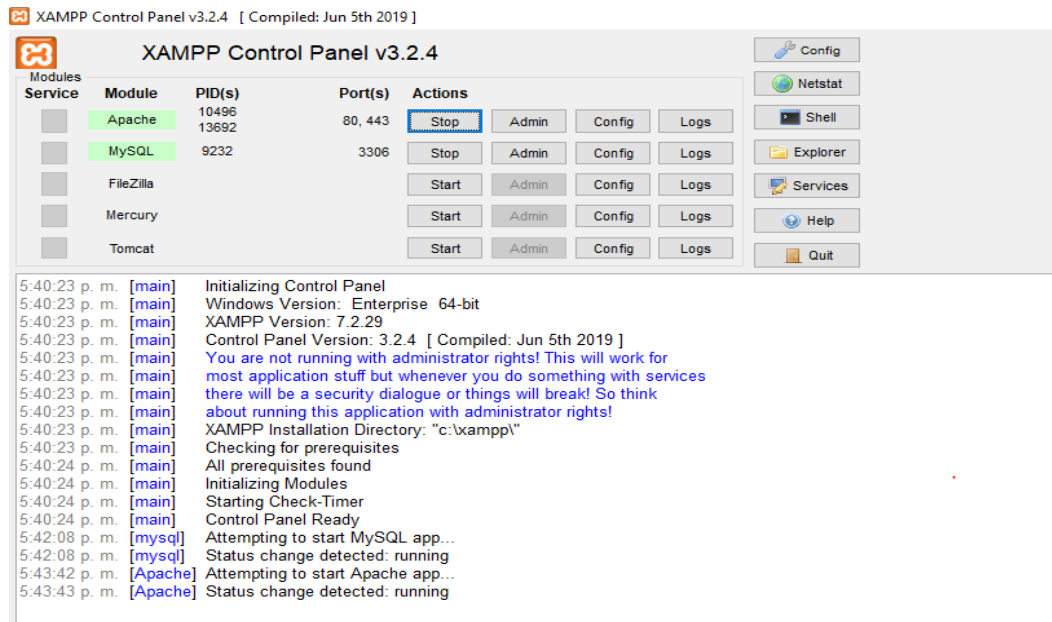 XAMPP Control Panel v3.2.4 [ Compiled: Jun 5th 2019 ]
XAMPP Control Panel v3.2.4
Config
Modules
Service Module PID(s) Port(s) Actions
Netstat
Apache 10496 13692 80, 443 Stop Admin Config Logs
Shell
MySQL 9232 3306 Stop Admin Config Logs
Explorer
FileZilla Start Admin Config Logs
Services
Mercury Start Admin Config Logs
Help
Tomcat Start Admin Config Logs
Quit
5:40:23 p. m. [main] Initializing Control Panel
5:40:23 p. m. [main] Windows Version: Enterprise 64-bit
5:40:23 p. m. [main] XAMPP Version: 7.2.29
5:40:23 p. m. [main] Control Panel Version: 3.2.4 [ Compiled: Jun 5th 2019 ]
5:40:23 p. m. [main] You are not running with administrator rights! This will work for
5:40:23 p. m. [main] most application stuff but whenever you do something with services
5:40:23 p. m. [main] there will be a security dialogue or things will break! So think
5:40:23 p. m. [main] about running this application with administrator rights!
5:40:23 p. m. [main] XAMPP Installation Directory: "c:\xampp\"
5:40:23 p. m. [main] Checking for prerequisites
5:40:24 p. m. [main] All prerequisites found
5:40:24 p. m. [main] Initializing Modules
5:40:24 p. m. [main] Starting Check-Timer
5:40:24 p. m. [main] Control Panel Ready
5:42:08 p. m. [mysql] Attempting to start MySQL app...
5:42:08 p. m. [mysql] Status change detected: running
5:43:42 p. m. [Apache] Attempting to start Apache app...
5:43:43 p. m. [Apache] Status change detected: running